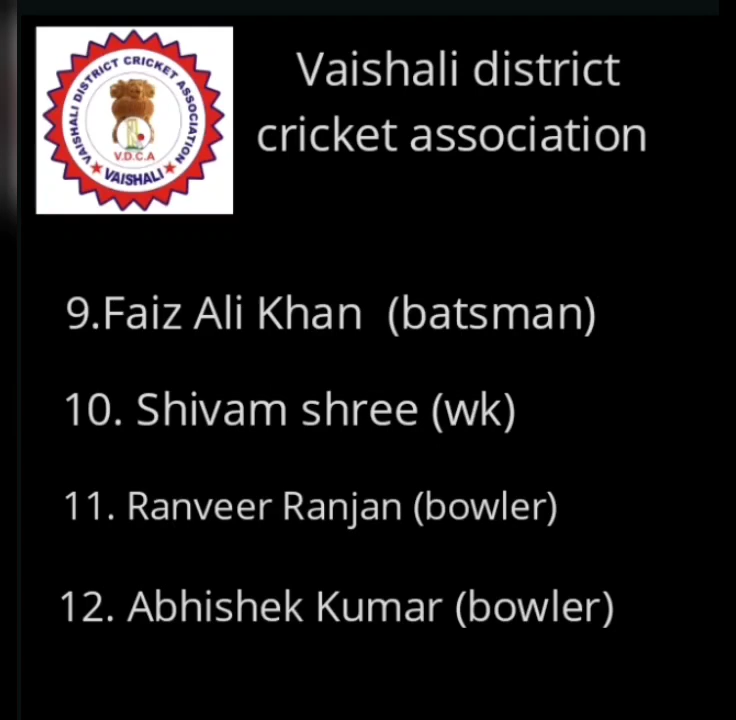 VAISHALI DISTRICT CRICKET ASSOCIATION
V.D.C.A
VAISHALI
Vaishali district
cricket association
9.Faiz Ali Khan (batsman)
10. Shivam shree (wk)
11. Ranveer Ranjan (bowler)
12. Abhishek Kumar (bowler)